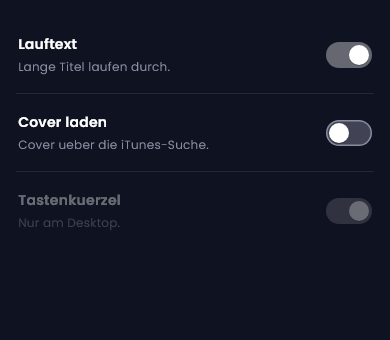 Lauftext
Lange Titel laufen durch.
Cover laden
Cover ueber die iTunes-Suche.
Tastenkuerzel
Nur am Desktop.